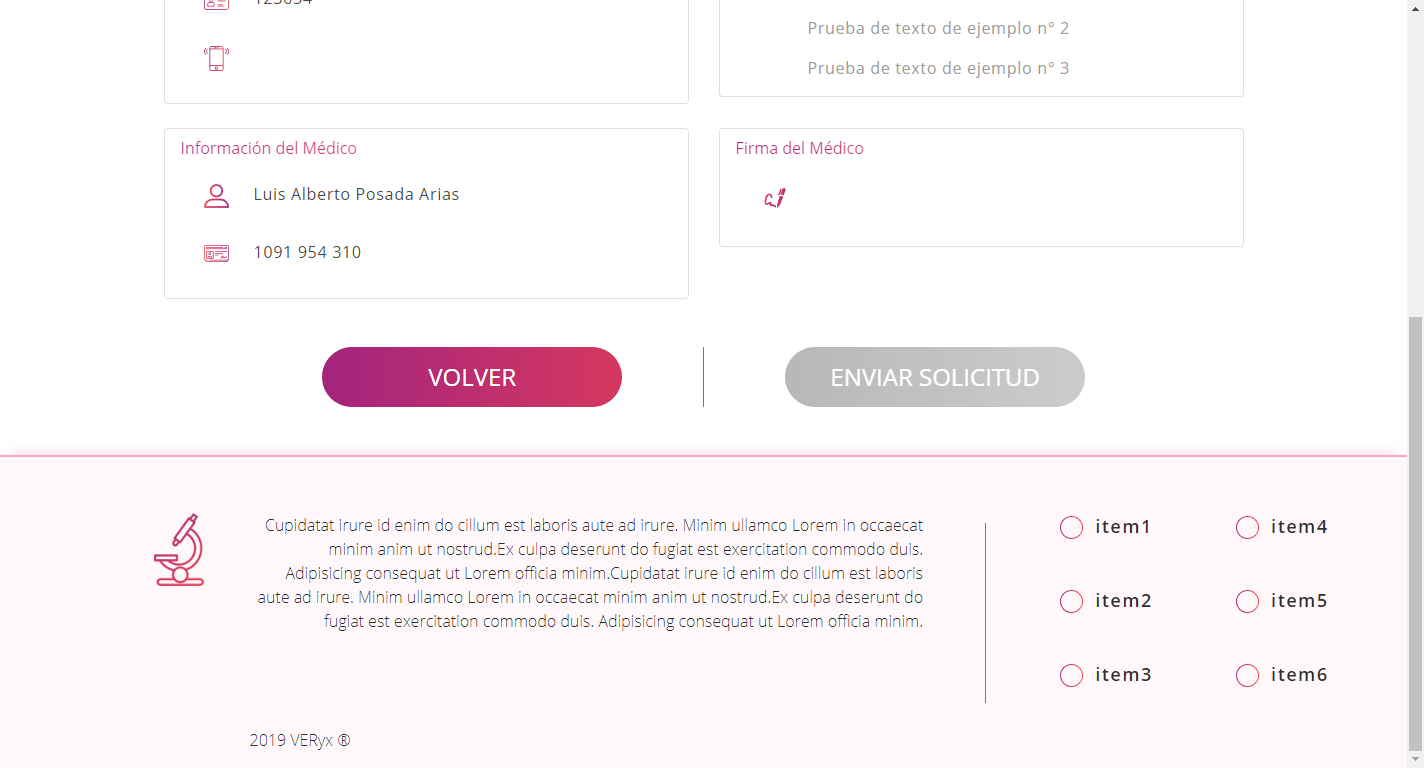 Prueba de texto de ejemplo n° 2
Prueba de texto de ejemplo n° 3
Información del Médico
Luis Alberto Posada Arias
1091 954 310
Firma del Médico
VOLVER
ENVIAR SOLICITUD
Cupidatat irure id enim do cillum est laboris aute ad irure. Minim ullamco Lorem in occaecat
minim anim ut nostrud.Ex culpa deserunt do fugiat est exercitation commodo duis.
Adipisicing consequat ut Lorem officia minim.Cupidatat irure id enim do cillum est laboris
aute ad irure. Minim ullamco Lorem in occaecat minim anim ut nostrud.Ex culpa deserunt do
fugiat est exercitation commodo duis. Adipisicing consequat ut Lorem officia minim.
item1
item4
item2
item5
item3
item6
2019 VERyx ®